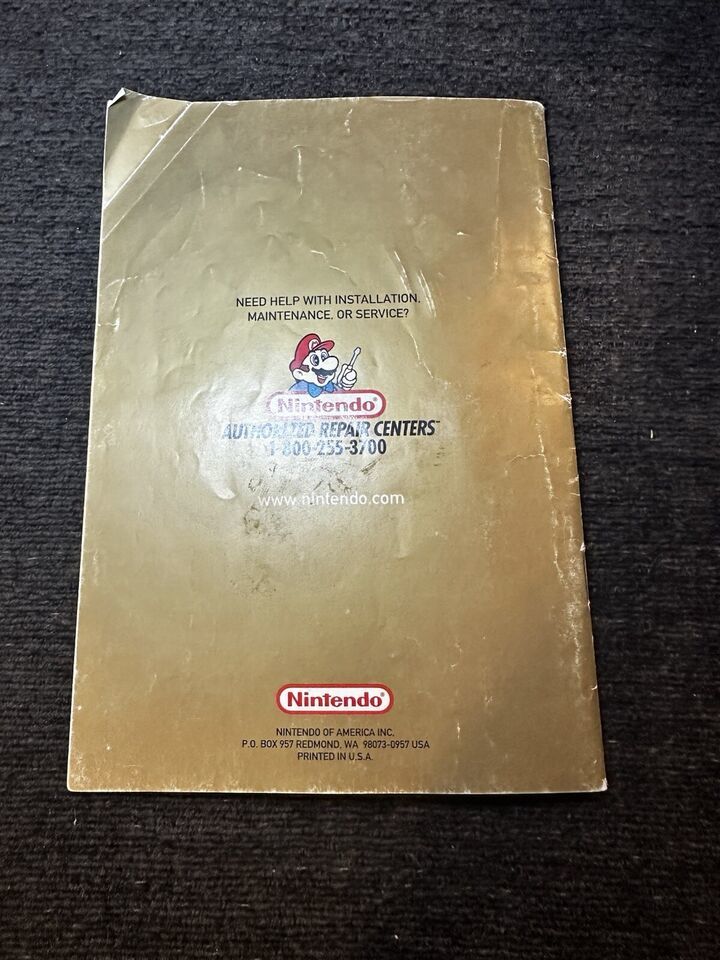 NEED HELP WITH INSTALLATION,
MAINTENANCE, OR SERVICE?
Nintendo®
AUTHORIZED REPAIR CENTERS™
1-800-255-3700
www.nintendo.com
Nintendo®
NINTENDO OF AMERICA INC.
P.O. BOX 957 REDMOND, WA 98073-0957 USA
PRINTED IN U.S.A.